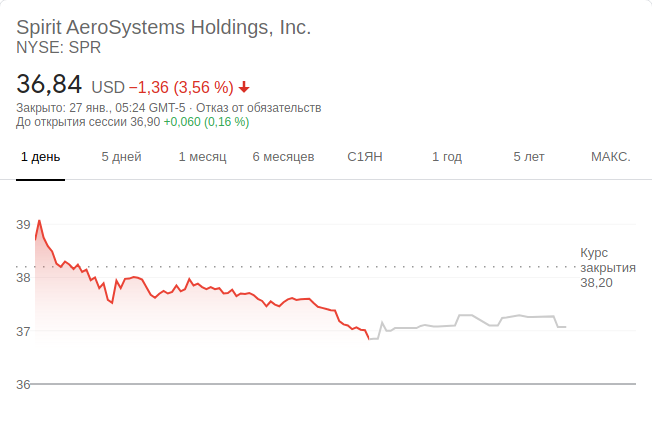 Spirit AeroSystems Holdings, Inc.
NYSE: SPR
36,84 USD −1,36 (3,56 %)
Закрыто: 27 янв., 05:24 GMT-5 · Отказ от обязательств
До открытия сессии 36,90 +0,060 (0,16 %)
1 день 5 дней 1 месяц 6 месяцев С1ЯН 1 год 5 лет МАКС.
39
Курс
закрытия
38,20
38
37
36